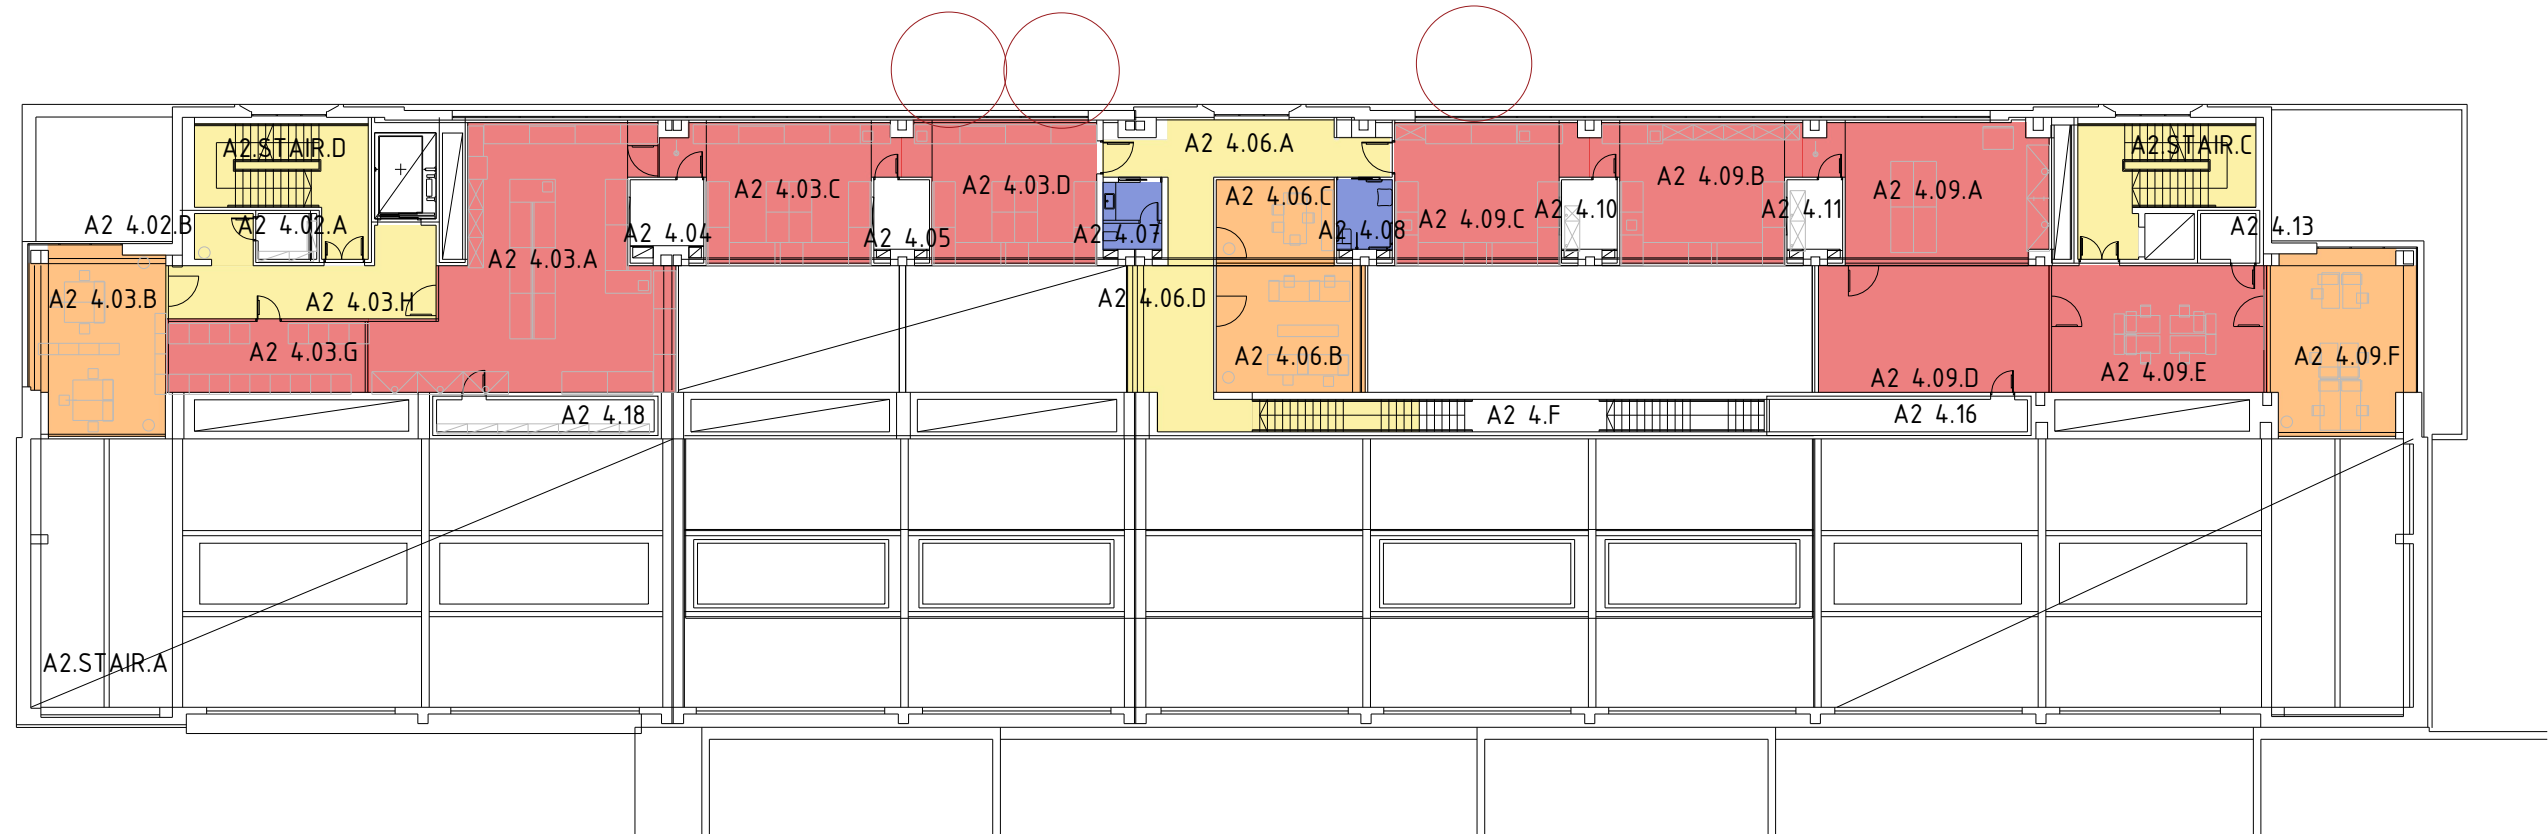 A2 4.06.A
A2.STAIR.D
A2.STAIR.C
A2 4.03.C
A2 4.03.D
A2 4.06.C
A2 4.09.B
A2 4.09.A
A2 4.02.B
A2 4.02.A
A2 4.04
A2 4.05
A2 4.07
A2 4.08
A2 4.09.C
A2 4.10
A2 4.11
A2 4.13
A2 4.03.A
A2 4.03.B
A2 4.03.H
A2 4.06.D
A2 4.03.G
A2 4.06.B
A2 4.09.D
A2 4.09.E
A2 4.09.F
A2 4.18
A2 4.F
A2 4.16
A2.STAIR.A